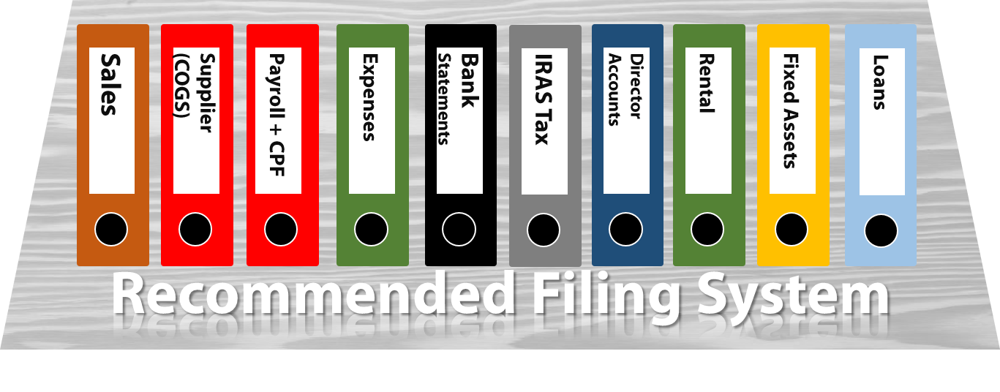 Sales
Supplier
(COGS)
Payroll + CPF
Expenses
Bank
Statements
IRAS Tax
Director
Accounts
Rental
Fixed Assets
Loans
Recommended Filing System